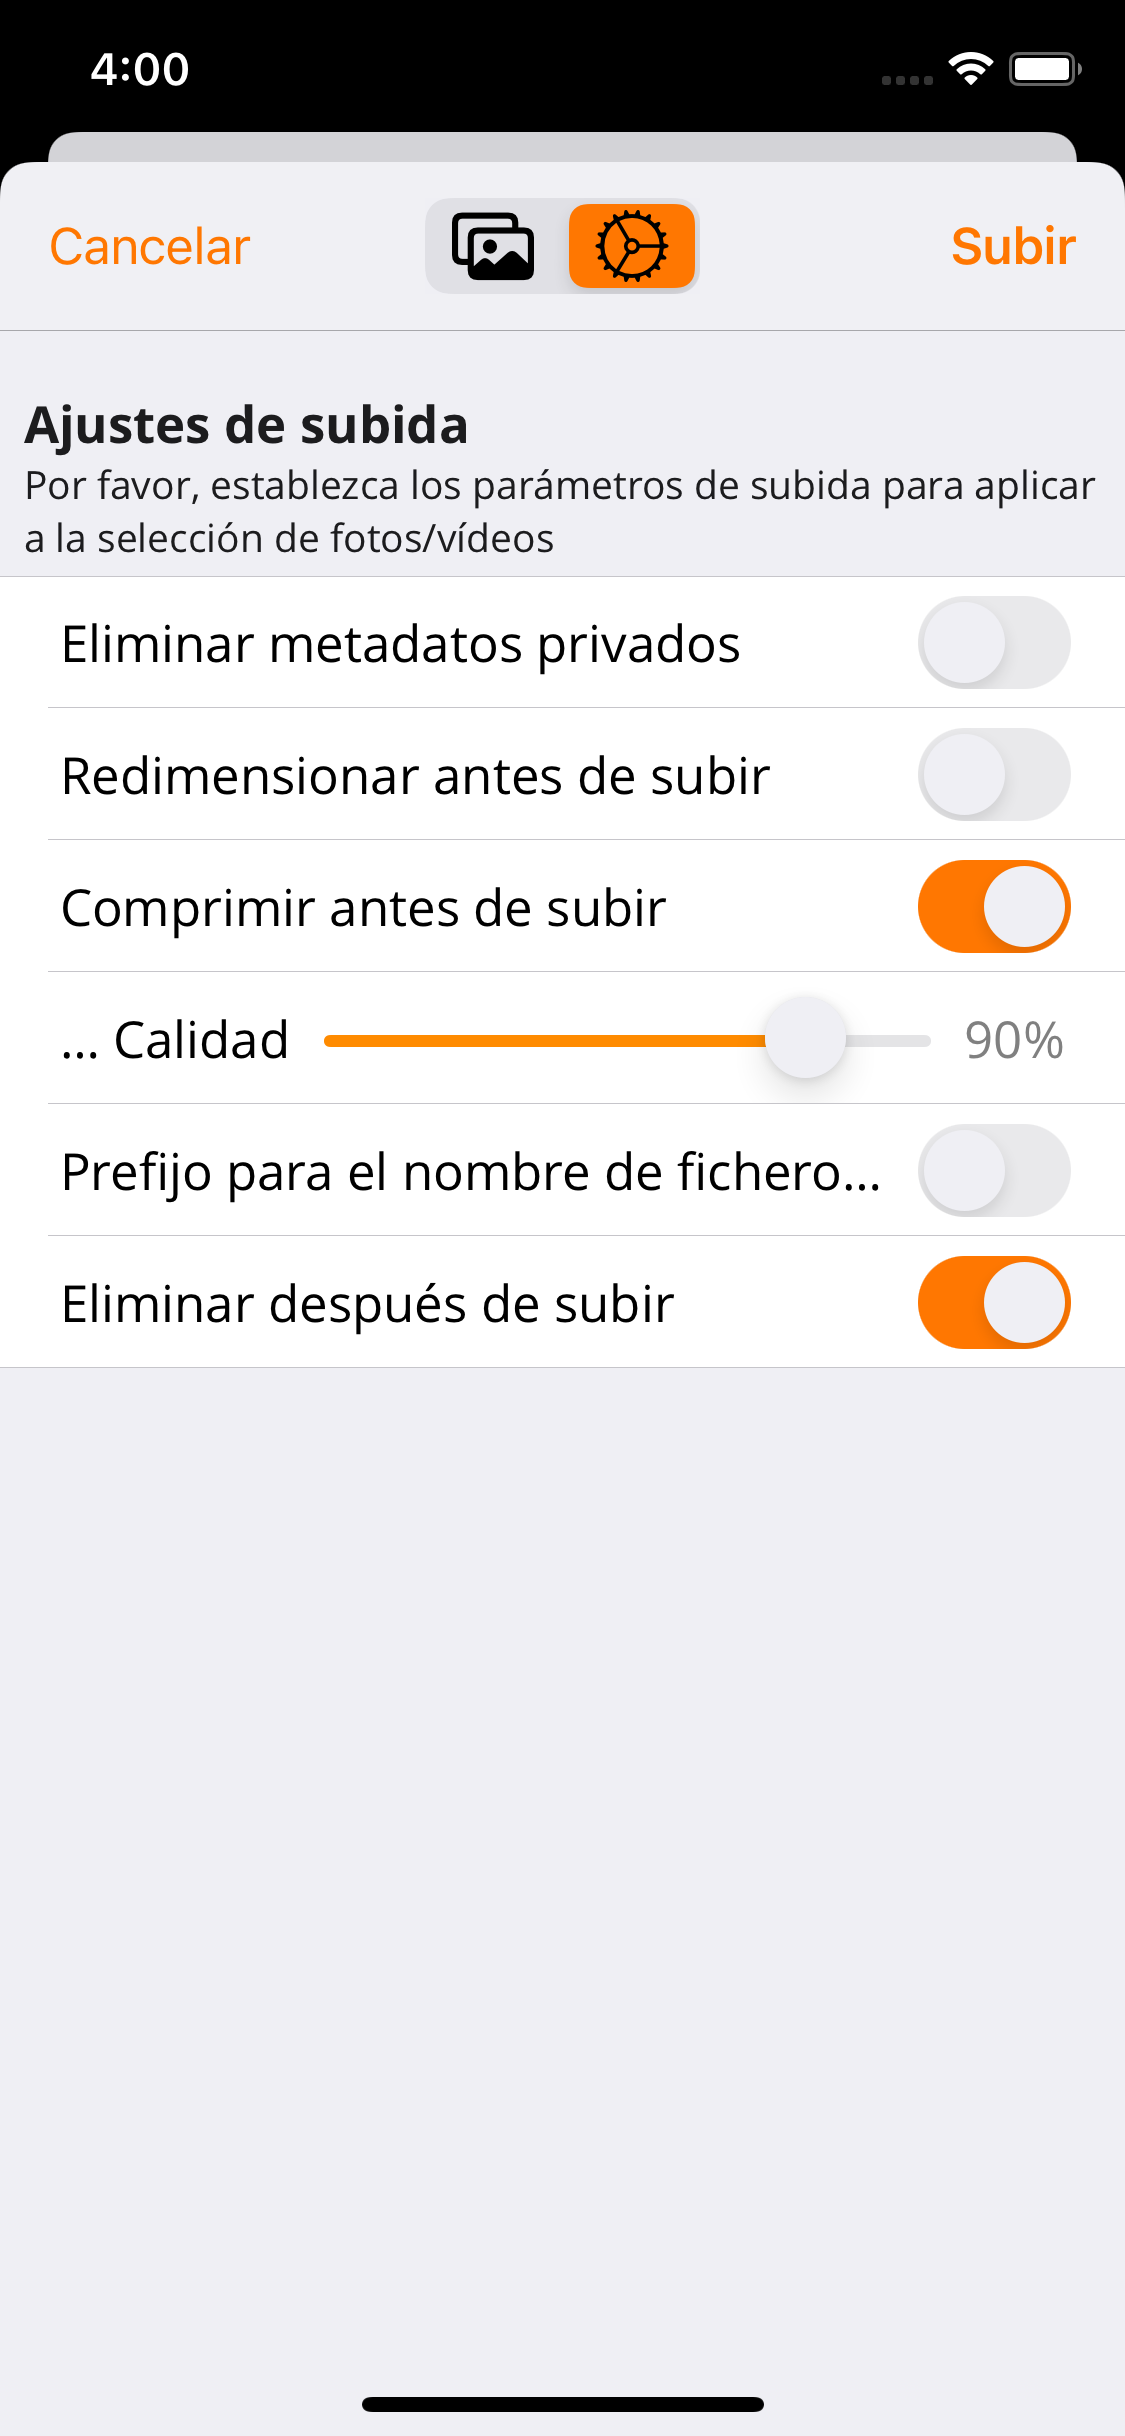 4:00
Cancelar
Subir
Ajustes de subida
Por favor, establezca los parámetros de subida para aplicar
a la selección de fotos/vídeos
Eliminar metadatos privados
Redimensionar antes de subir
Comprimir antes de subir
... Calidad 90%
Prefijo para el nombre de fichero...
Eliminar después de subir